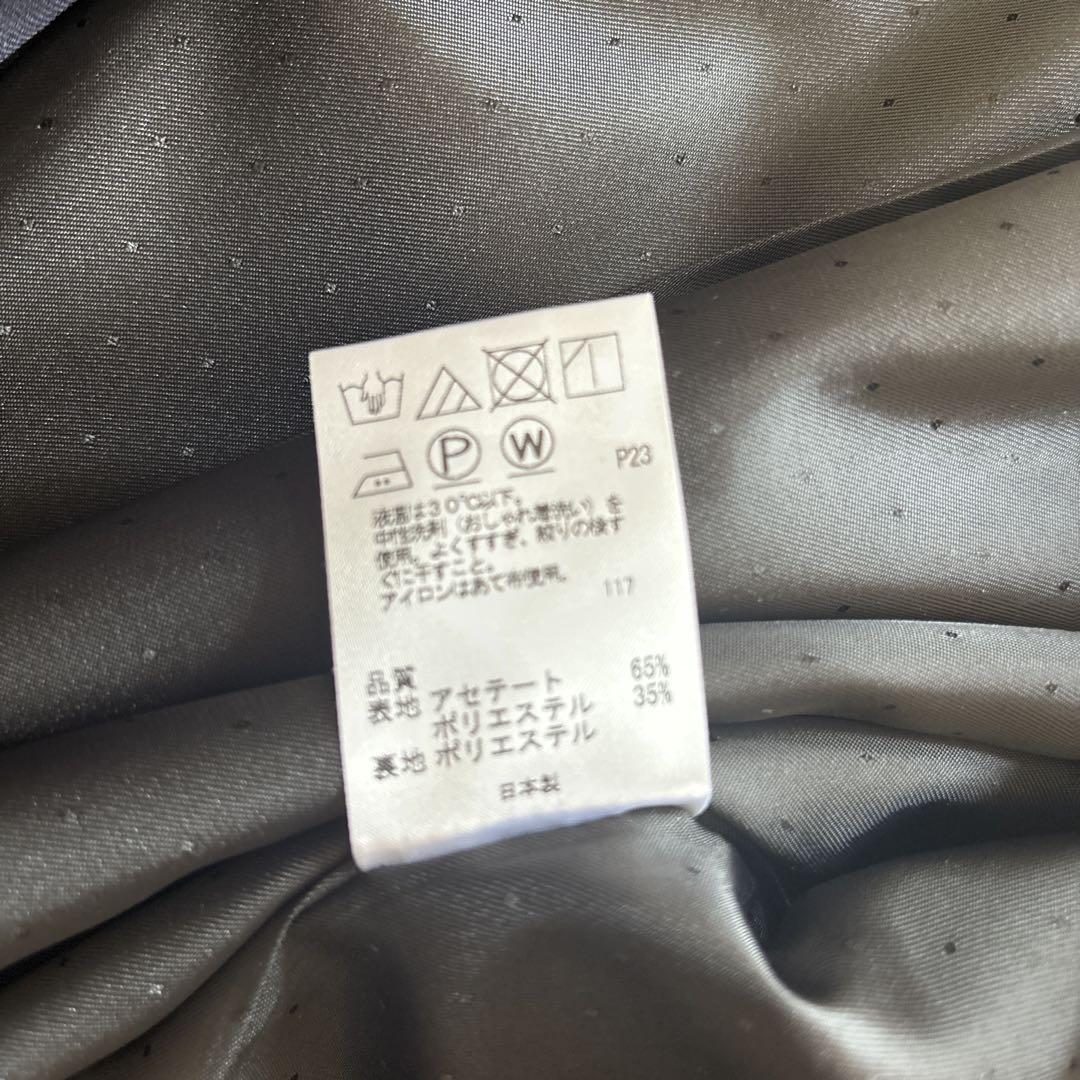 P W P23
液温は30℃以下。
中性洗剤（おしゃれ着洗い）を
使用。よくすすぎ、絞りの後す
ぐに干すこと。
アイロンはあて布使用。 117
品質
表地 アセテート 65%
ポリエステル 35%
裏地 ポリエステル
日本製